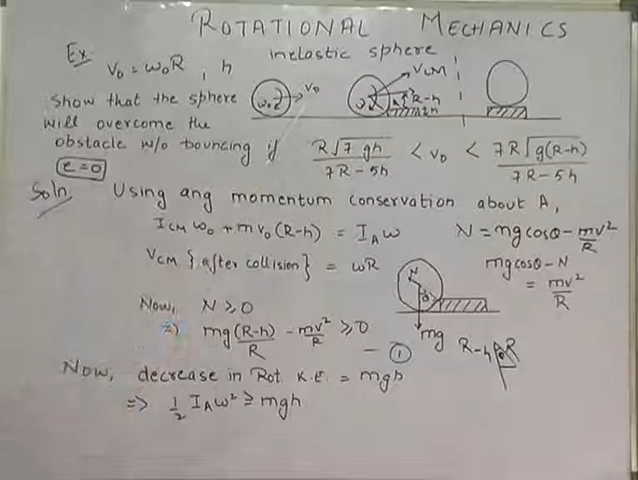 ROTATIONAL MECHANICS
Ex inelastic sphere
V₀ = ω₀R , h
ω₀ V₀
V_CM
R-h
h
Show that the sphere
will overcome the
obstacle w/o bouncing if R√7gh / 7R-5h < V₀ < 7R√g(R-h) / 7R-5h
e=0
Soln Using ang momentum conservation about A,
I_CM ω₀ + mV₀(R-h) = I_A ω
N = mg cosθ - mv²/R
V_CM {after collision} = ωR
mg cosθ - N = mv²/R
Now, N ≥ 0
N θ
mg
⇒ mg(R-h)/R - mv²/R ≥ 0 — ①
R-h θ R
Now, decrease in Rot. K.E. = mgh
⇒ ½ I_A ω² ≥ mgh